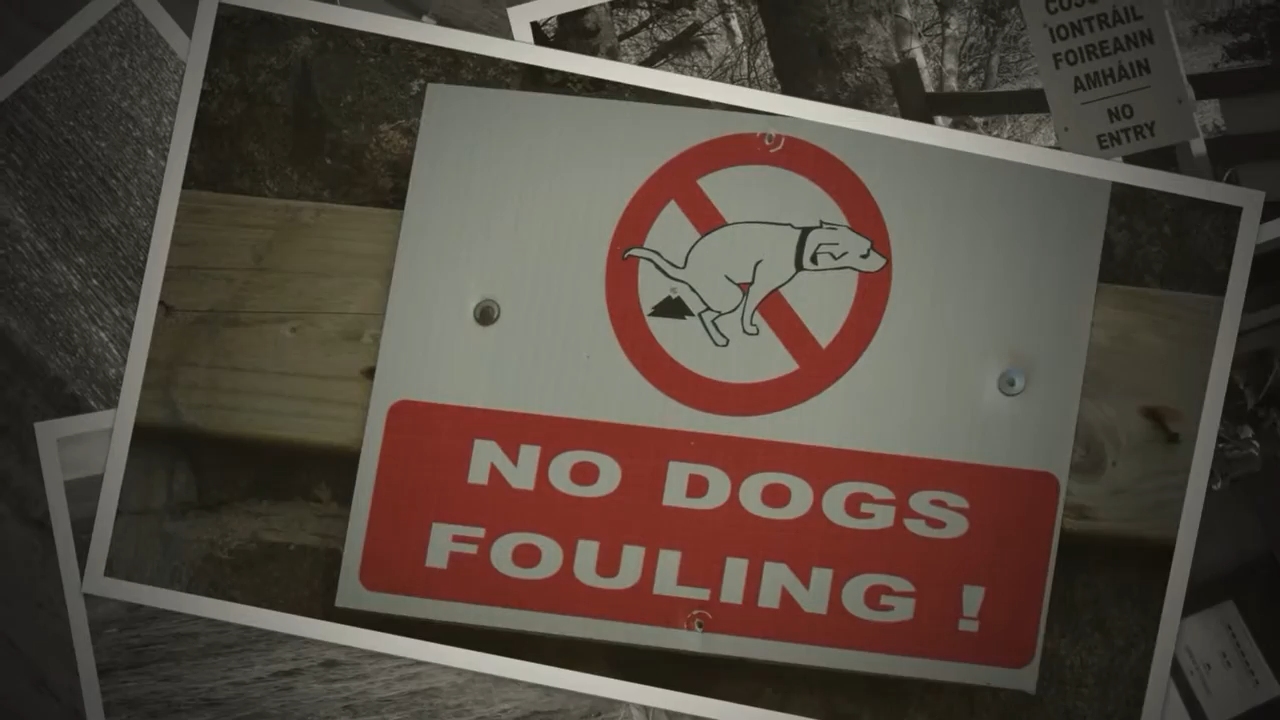 IONTRÁIL
FOIREANN
AMHÁIN
NO
ENTRY
NO DOGS
FOULING !